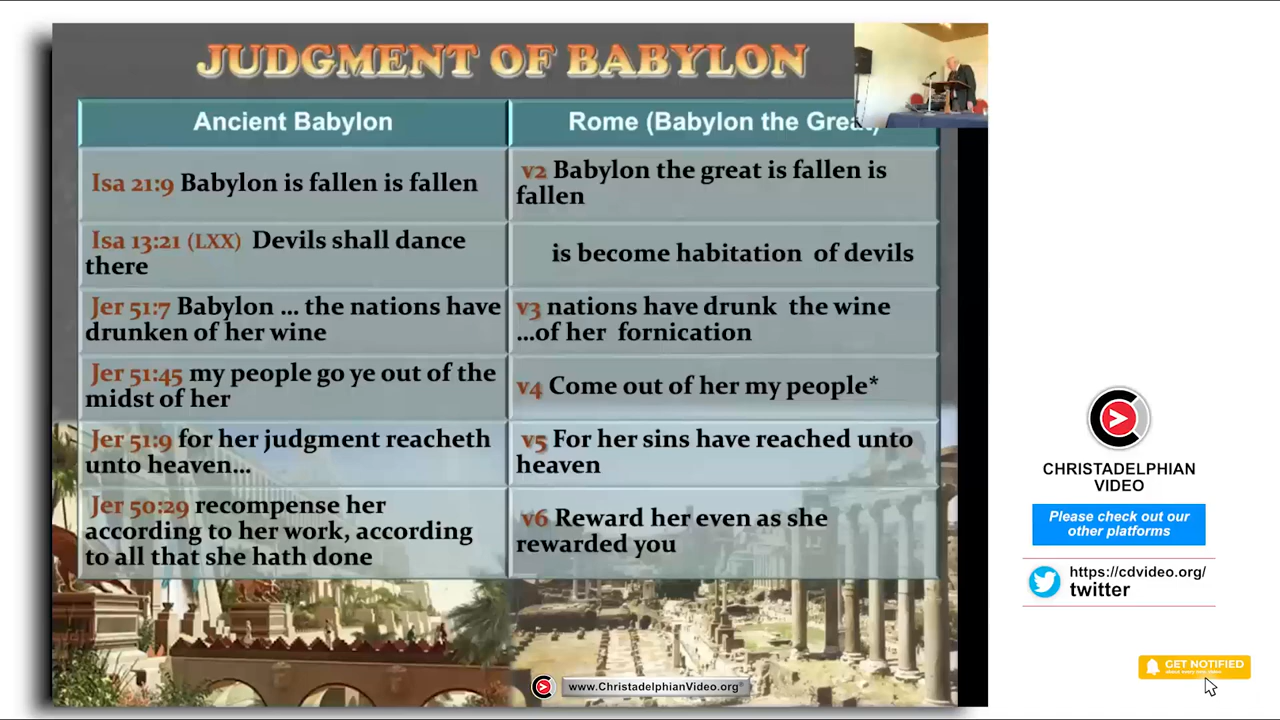 JUDGMENT OF BABYLON
Ancient Babylon
Rome (Babylon the Great)
Isa 21:9 Babylon is fallen is fallen
v2 Babylon the great is fallen is
fallen
Isa 13:21 (LXX) Devils shall dance
there
is become habitation of devils
Jer 51:7 Babylon ... the nations have
drunken of her wine
v3 nations have drunk the wine
...of her fornication
Jer 51:45 my people go ye out of the
midst of her
v4 Come out of her my people*
Jer 51:9 for her judgment reacheth
unto heaven...
v5 For her sins have reached unto
heaven
Jer 50:29 recompense her
according to her work, according
to all that she hath done
v6 Reward her even as she
rewarded you
www.ChristadelphianVideo.org
CHRISTADELPHIAN
VIDEO
Please check out our
other platforms
https://cdvideo.org/
twitter
GET NOTIFIED